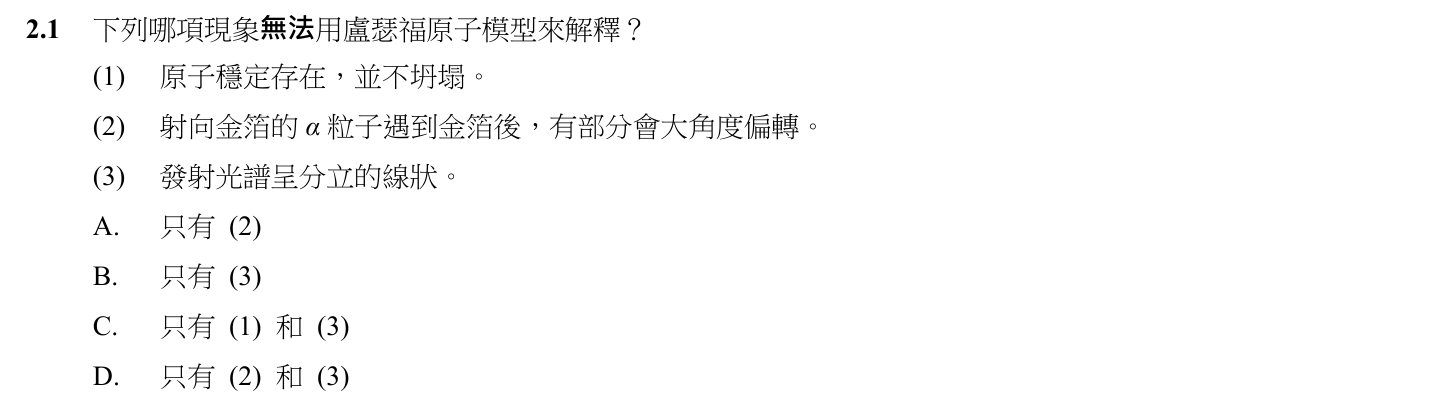 2.1 下列哪項現象無法用盧瑟福原子模型來解釋？
(1) 原子穩定存在，並不坍塌。
(2) 射向金箔的 α 粒子遇到金箔後，有部分會大角度偏轉。
(3) 發射光譜呈分立的線狀。
A. 只有 (2)
B. 只有 (3)
C. 只有 (1) 和 (3)
D. 只有 (2) 和 (3)